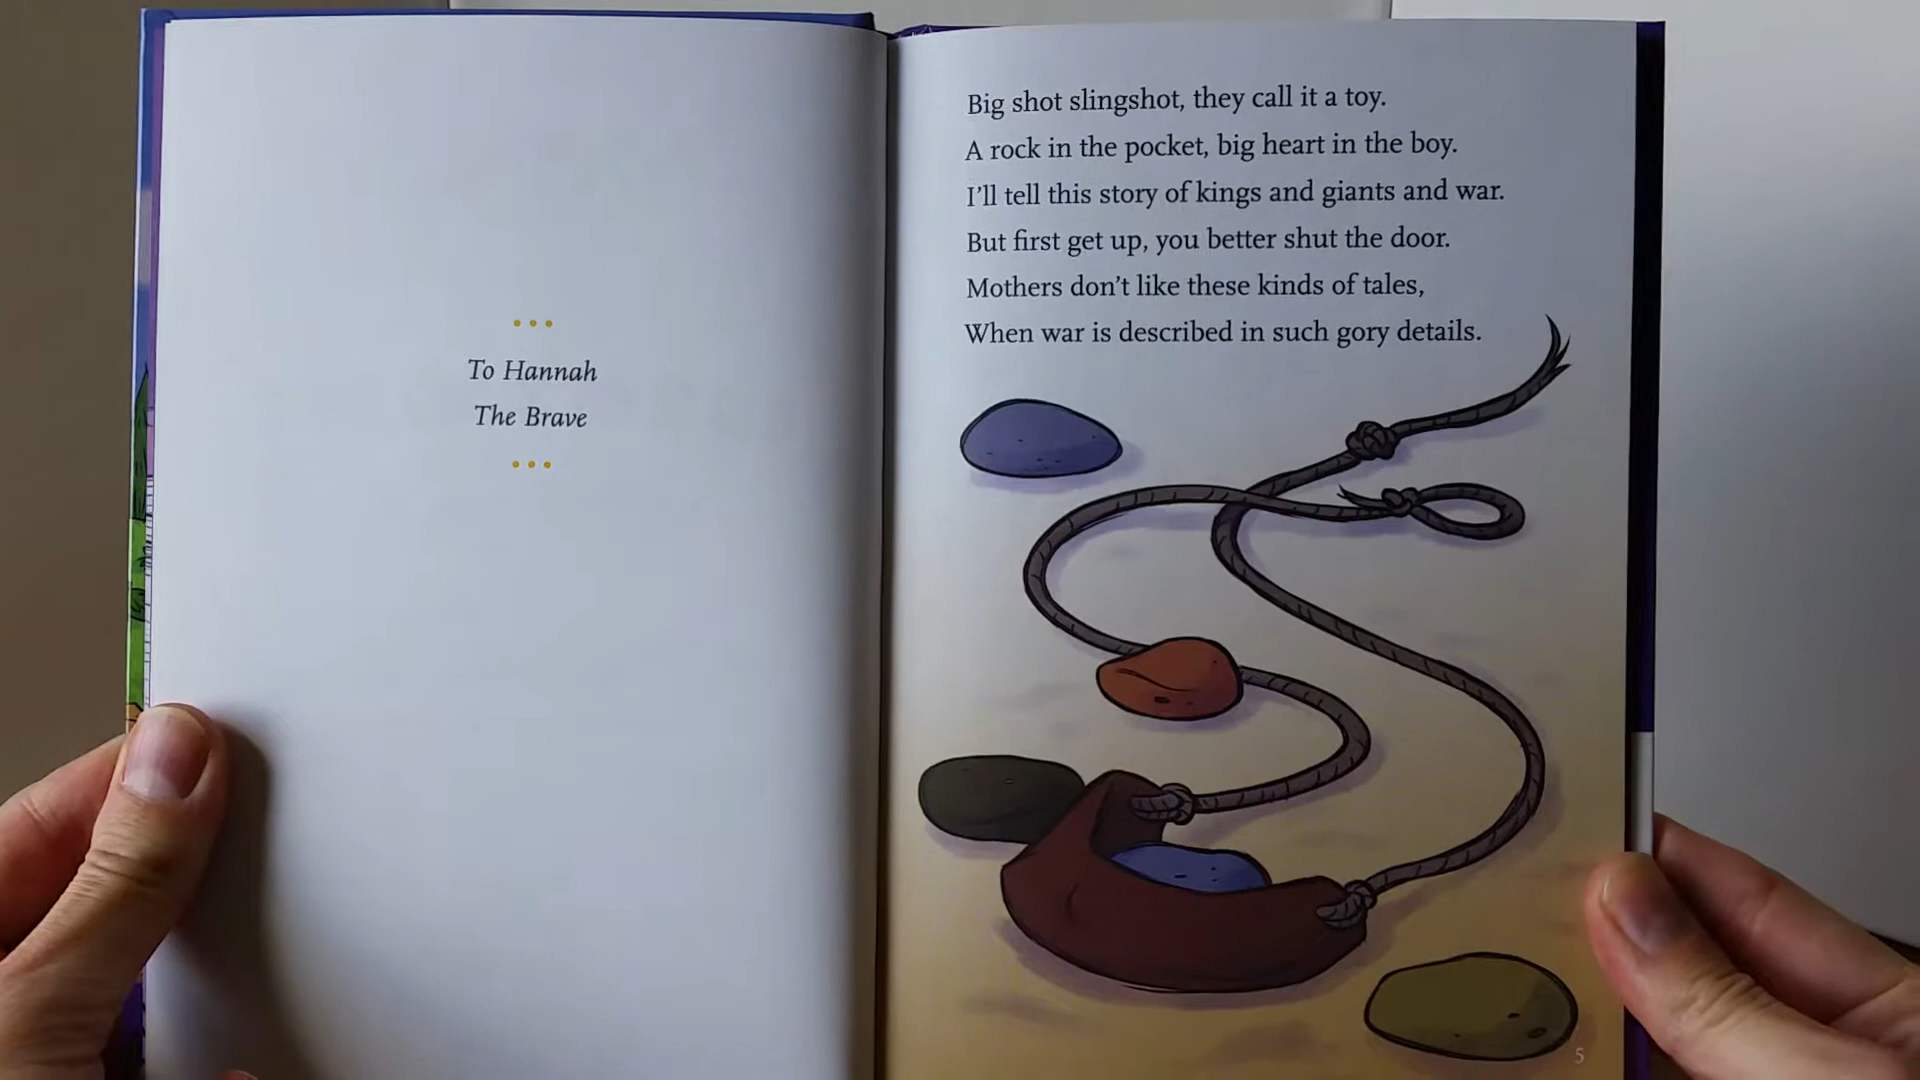 • • •
To Hannah
The Brave
• • •
Big shot slingshot, they call it a toy.
A rock in the pocket, big heart in the boy.
I'll tell this story of kings and giants and war.
But first get up, you better shut the door.
Mothers don't like these kinds of tales,
When war is described in such gory details.
5